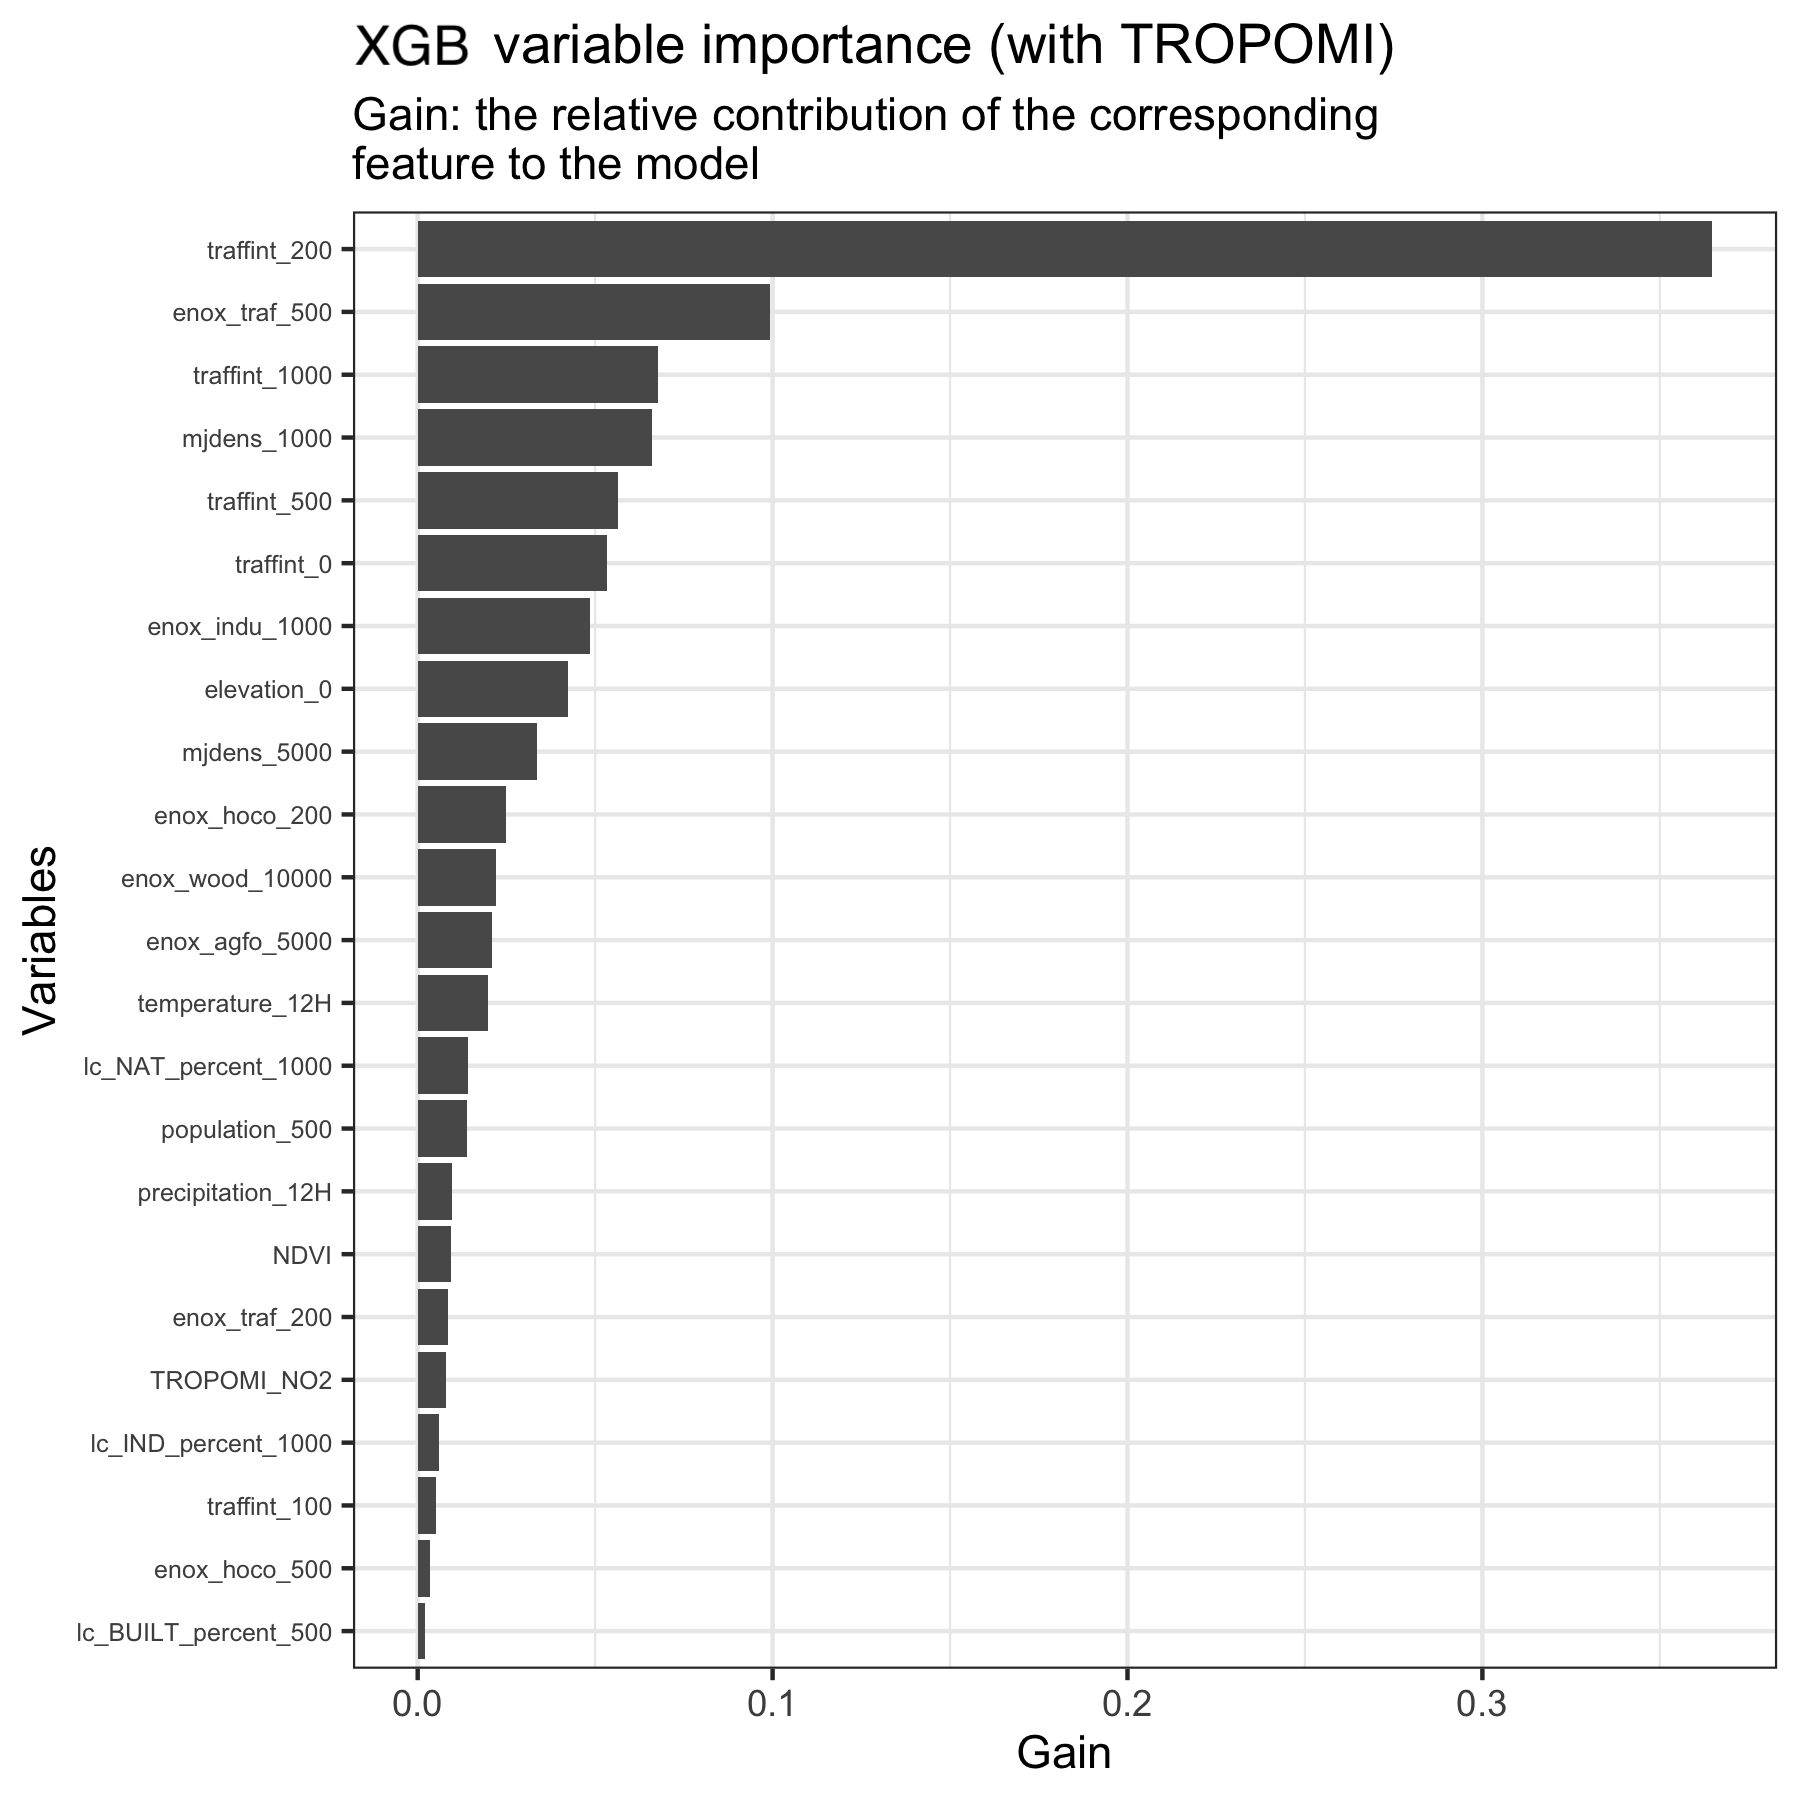 XGB variable importance (with TROPOMI)
Gain: the relative contribution of the corresponding
feature to the model
traffint_200
enox_traf_500
traffint_1000
mjdens_1000
traffint_500
traffint_0
enox_indu_1000
elevation_0
mjdens_5000
enox_hoco_200
enox_wood_10000
enox_agfo_5000
temperature_12H
lc_NAT_percent_1000
population_500
precipitation_12H
NDVI
enox_traf_200
TROPOMI_NO2
lc_IND_percent_1000
traffint_100
enox_hoco_500
lc_BUILT_percent_500
Variables
0.0 0.1 0.2 0.3
Gain